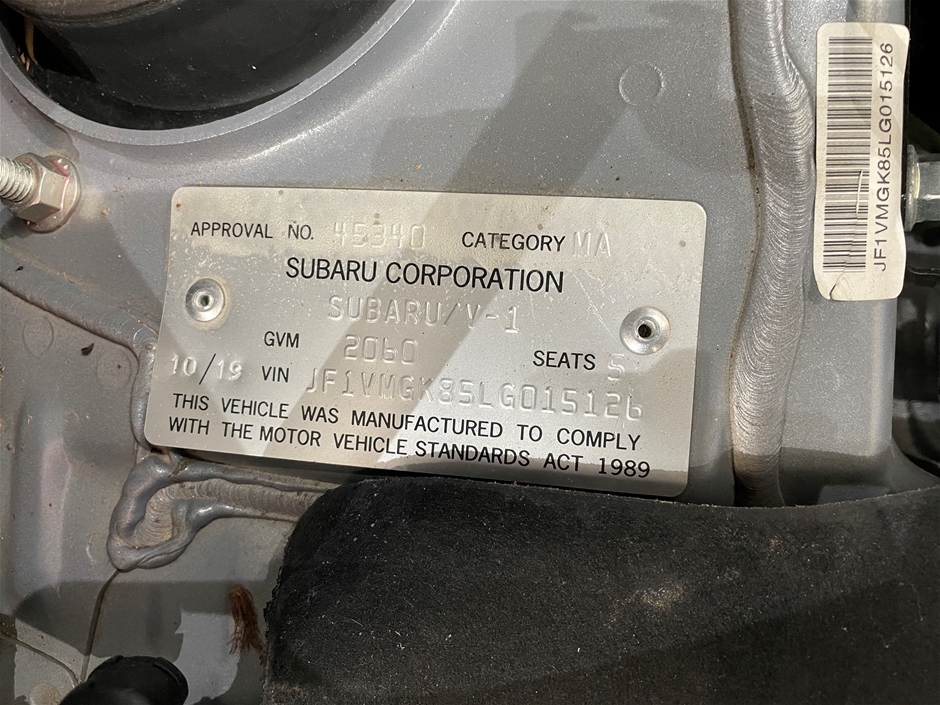 APPROVAL NO. 45340 CATEGORY MA
SUBARU CORPORATION
SUBARU/V-1
GVM 2060 SEATS 5
10/19 VIN JF1VMGK85LG015126
THIS VEHICLE WAS MANUFACTURED TO COMPLY
WITH THE MOTOR VEHICLE STANDARDS ACT 1989
JF1VMGK85LG015126